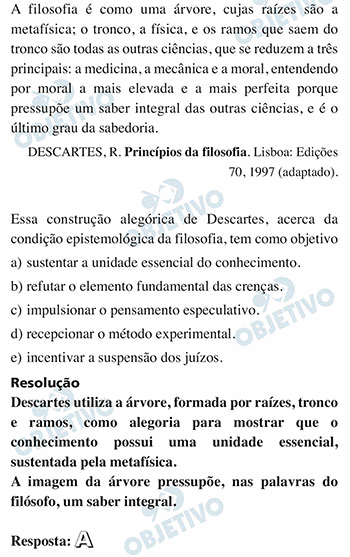 A filosofia é como uma árvore, cujas raízes são a
metafísica; o tronco, a física, e os ramos que saem do
tronco são todas as outras ciências, que se reduzem a três
principais: a medicina, a mecânica e a moral, entendendo
por moral a mais elevada e a mais perfeita porque
pressupõe um saber integral das outras ciências, e é o
último grau da sabedoria.
DESCARTES, R. Princípios da filosofia. Lisboa: Edições
70, 1997 (adaptado).
Essa construção alegórica de Descartes, acerca da
condição epistemológica da filosofia, tem como objetivo
a) sustentar a unidade essencial do conhecimento.
b) refutar o elemento fundamental das crenças.
c) impulsionar o pensamento especulativo.
d) recepcionar o método experimental.
e) incentivar a suspensão dos juízos.
Resolução
Descartes utiliza a árvore, formada por raízes, tronco
e ramos, como alegoria para mostrar que o
conhecimento possui uma unidade essencial,
sustentada pela metafísica.
A imagem da árvore pressupõe, nas palavras do
filósofo, um saber integral.
Resposta: A
OBJETIVO
OBJETIVO
OBJETIVO
OBJETIVO
OBJETIVO
OBJETIVO
OBJETIVO